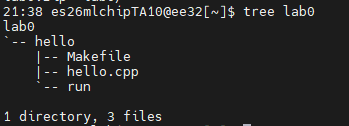 21:38 es26mlchipTA10@ee32[~]$ tree lab0
lab0
`-- hello
    |-- Makefile
    |-- hello.cpp
    `-- run

1 directory, 3 files